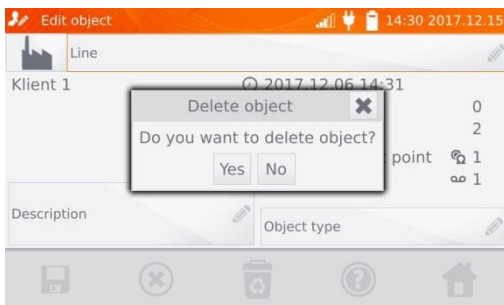 Edit object
14:30 2017.12.15
Line
Klient 1
2017.12.06 14:31
0
2
point
1
1
Delete object
Do you want to delete object?
Yes No
Description
Object type